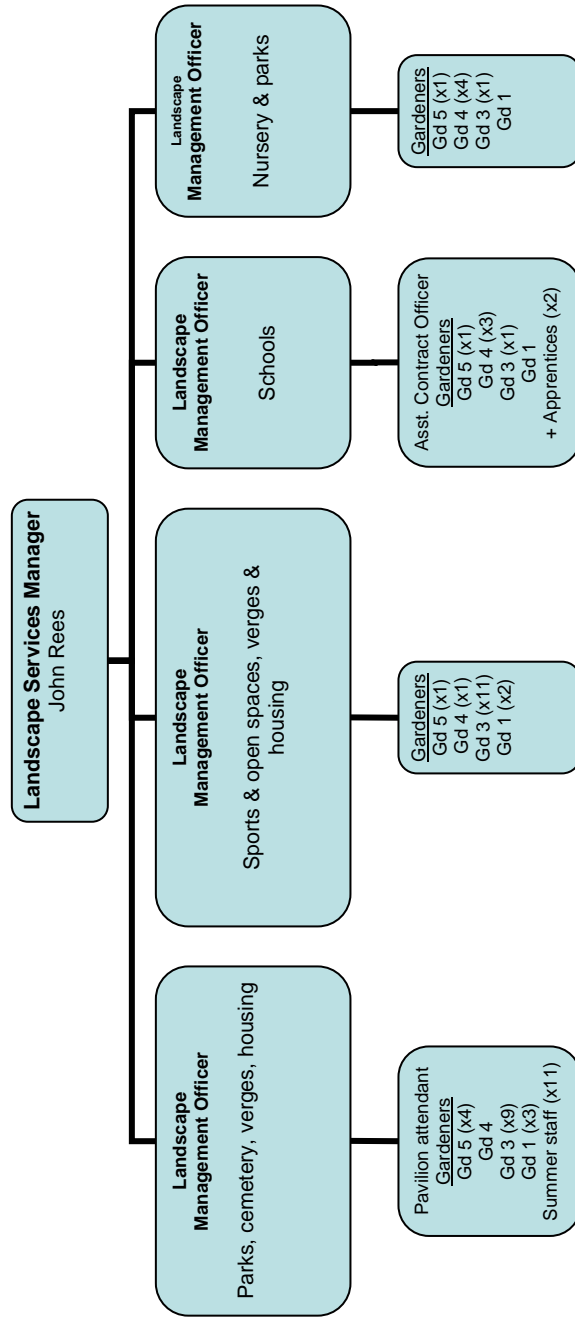 Landscape Services Manager
John Rees
Landscape
Management Officer
Parks, cemetery, verges, housing
Landscape
Management Officer
Sports & open spaces, verges &
housing
Landscape
Management Officer
Schools
Landscape
Management Officer
Nursery & parks
Pavilion attendant
Gardeners
Gd 5 (x4)
Gd 4
Gd 3 (x9)
Gd 1 (x3)
Summer staff (x11)
Gardeners
Gd 5 (x1)
Gd 4 (x1)
Gd 3 (x11)
Gd 1 (x2)
Asst. Contract Officer
Gardeners
Gd 5 (x1)
Gd 4 (x3)
Gd 3 (x1)
Gd 1
+ Apprentices (x2)
Gardeners
Gd 5 (x1)
Gd 4 (x4)
Gd 3 (x1)
Gd 1